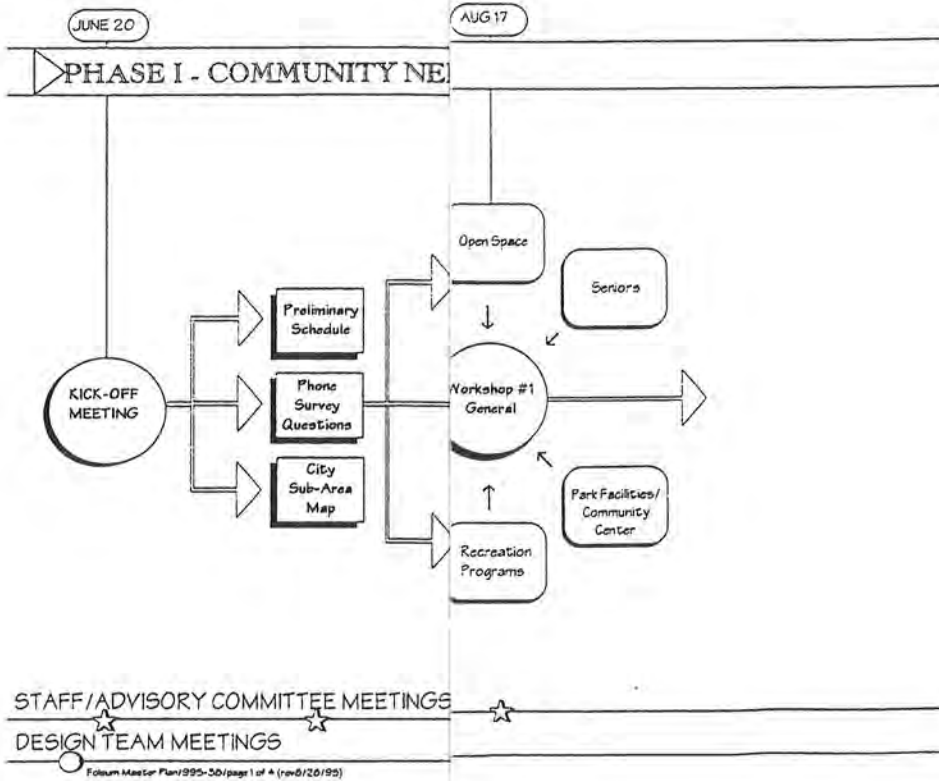 JUNE 20
AUG 17
PHASE I - COMMUNITY NE
Open Space
Seniors
Preliminary
Schedule
KICK-OFF
MEETING
Phone
Survey
Questions
Workshop #1
General
City
Sub-Area
Map
Park Facilities/
Community
Center
Recreation
Programs
STAFF/ADVISORY COMMITTEE MEETINGS
DESIGN TEAM MEETINGS
Folsom Master Plan/995-38/page 1 of 4 (rev6/26/95)